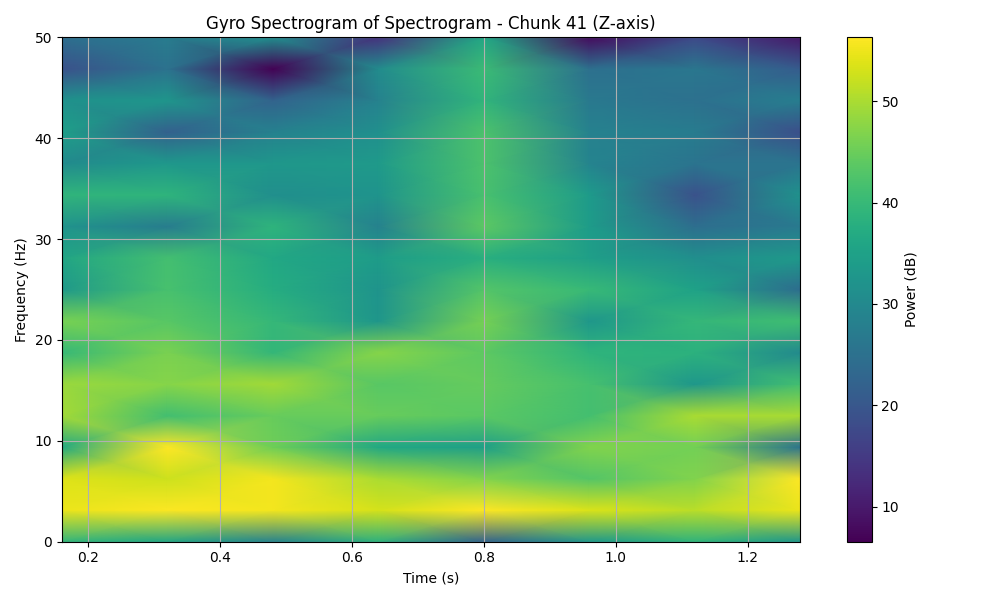 Gyro Spectrogram of Spectrogram - Chunk 41 (Z-axis)
50
40
30
20
10
0
Frequency (Hz)
0.2 0.4 0.6 0.8 1.0 1.2
Time (s)
50
40
30
20
10
Power (dB)